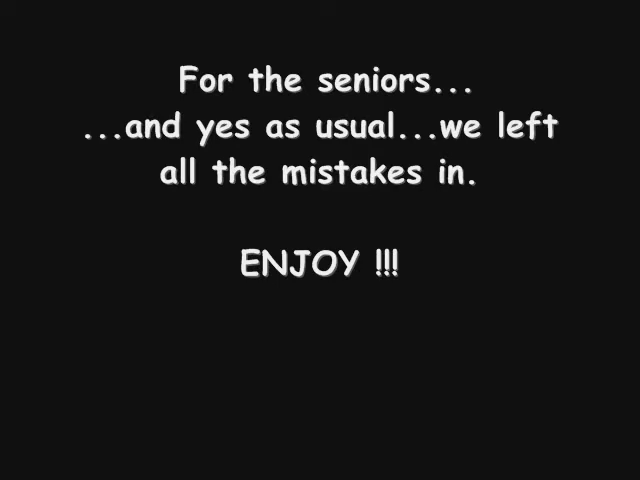 For the seniors...
...and yes as usual...we left
all the mistakes in.
ENJOY !!!